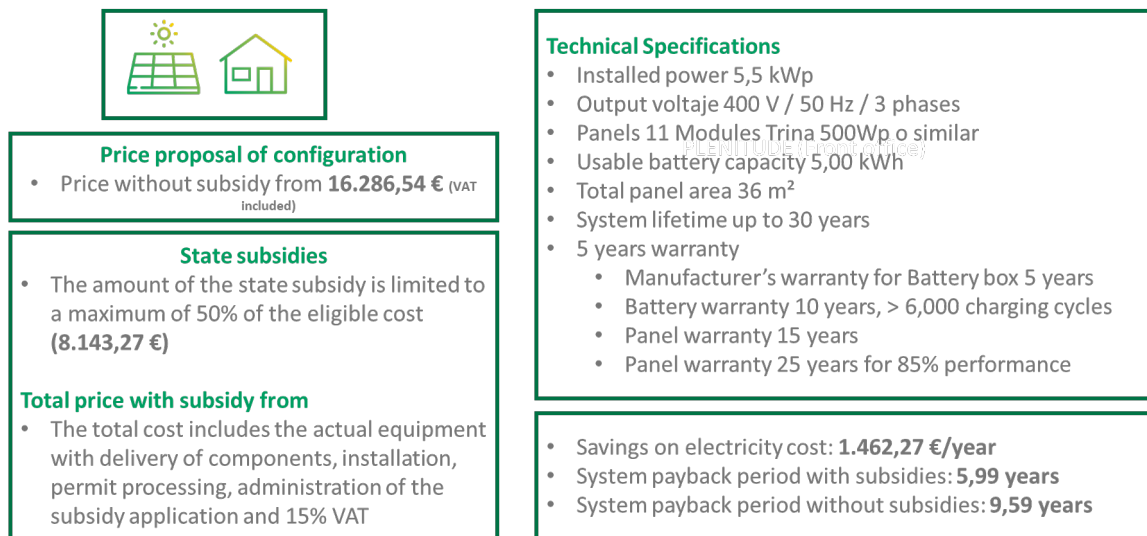 Price proposal of configuration
• Price without subsidy from 16.286,54 € (VAT
included)
State subsidies
• The amount of the state subsidy is limited to
a maximum of 50% of the eligible cost
(8.143,27 €)
Total price with subsidy from
• The total cost includes the actual equipment
with delivery of components, installation,
permit processing, administration of the
subsidy application and 15% VAT
Technical Specifications
• Installed power 5,5 kWp
• Output voltaje 400 V / 50 Hz / 3 phases
• Panels 11 Modules Trina 500Wp o similar
PLENITUDE (Front office)
• Usable battery capacity 5,00 kWh
• Total panel area 36 m²
• System lifetime up to 30 years
• 5 years warranty
• Manufacturer's warranty for Battery box 5 years
• Battery warranty 10 years, > 6,000 charging cycles
• Panel warranty 15 years
• Panel warranty 25 years for 85% performance
• Savings on electricity cost: 1.462,27 €/year
• System payback period with subsidies: 5,99 years
• System payback period without subsidies: 9,59 years